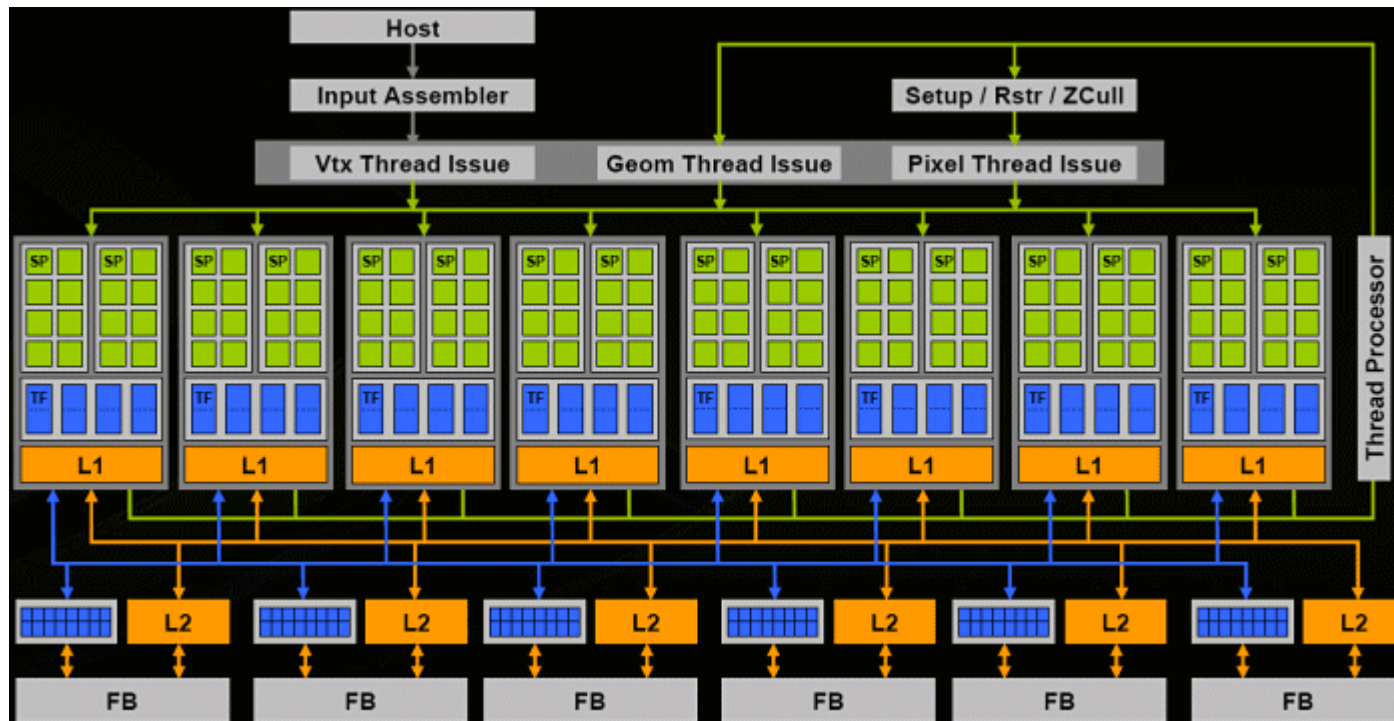 Host
Input Assembler
Setup / Rstr / ZCull
Vtx Thread Issue
Geom Thread Issue
Pixel Thread Issue
SP SP SP SP SP SP SP SP SP SP SP SP SP SP SP SP
Thread Processor
TF TF TF TF TF TF TF TF
L1 L1 L1 L1 L1 L1 L1 L1
L2 L2 L2 L2 L2 L2
FB FB FB FB FB FB